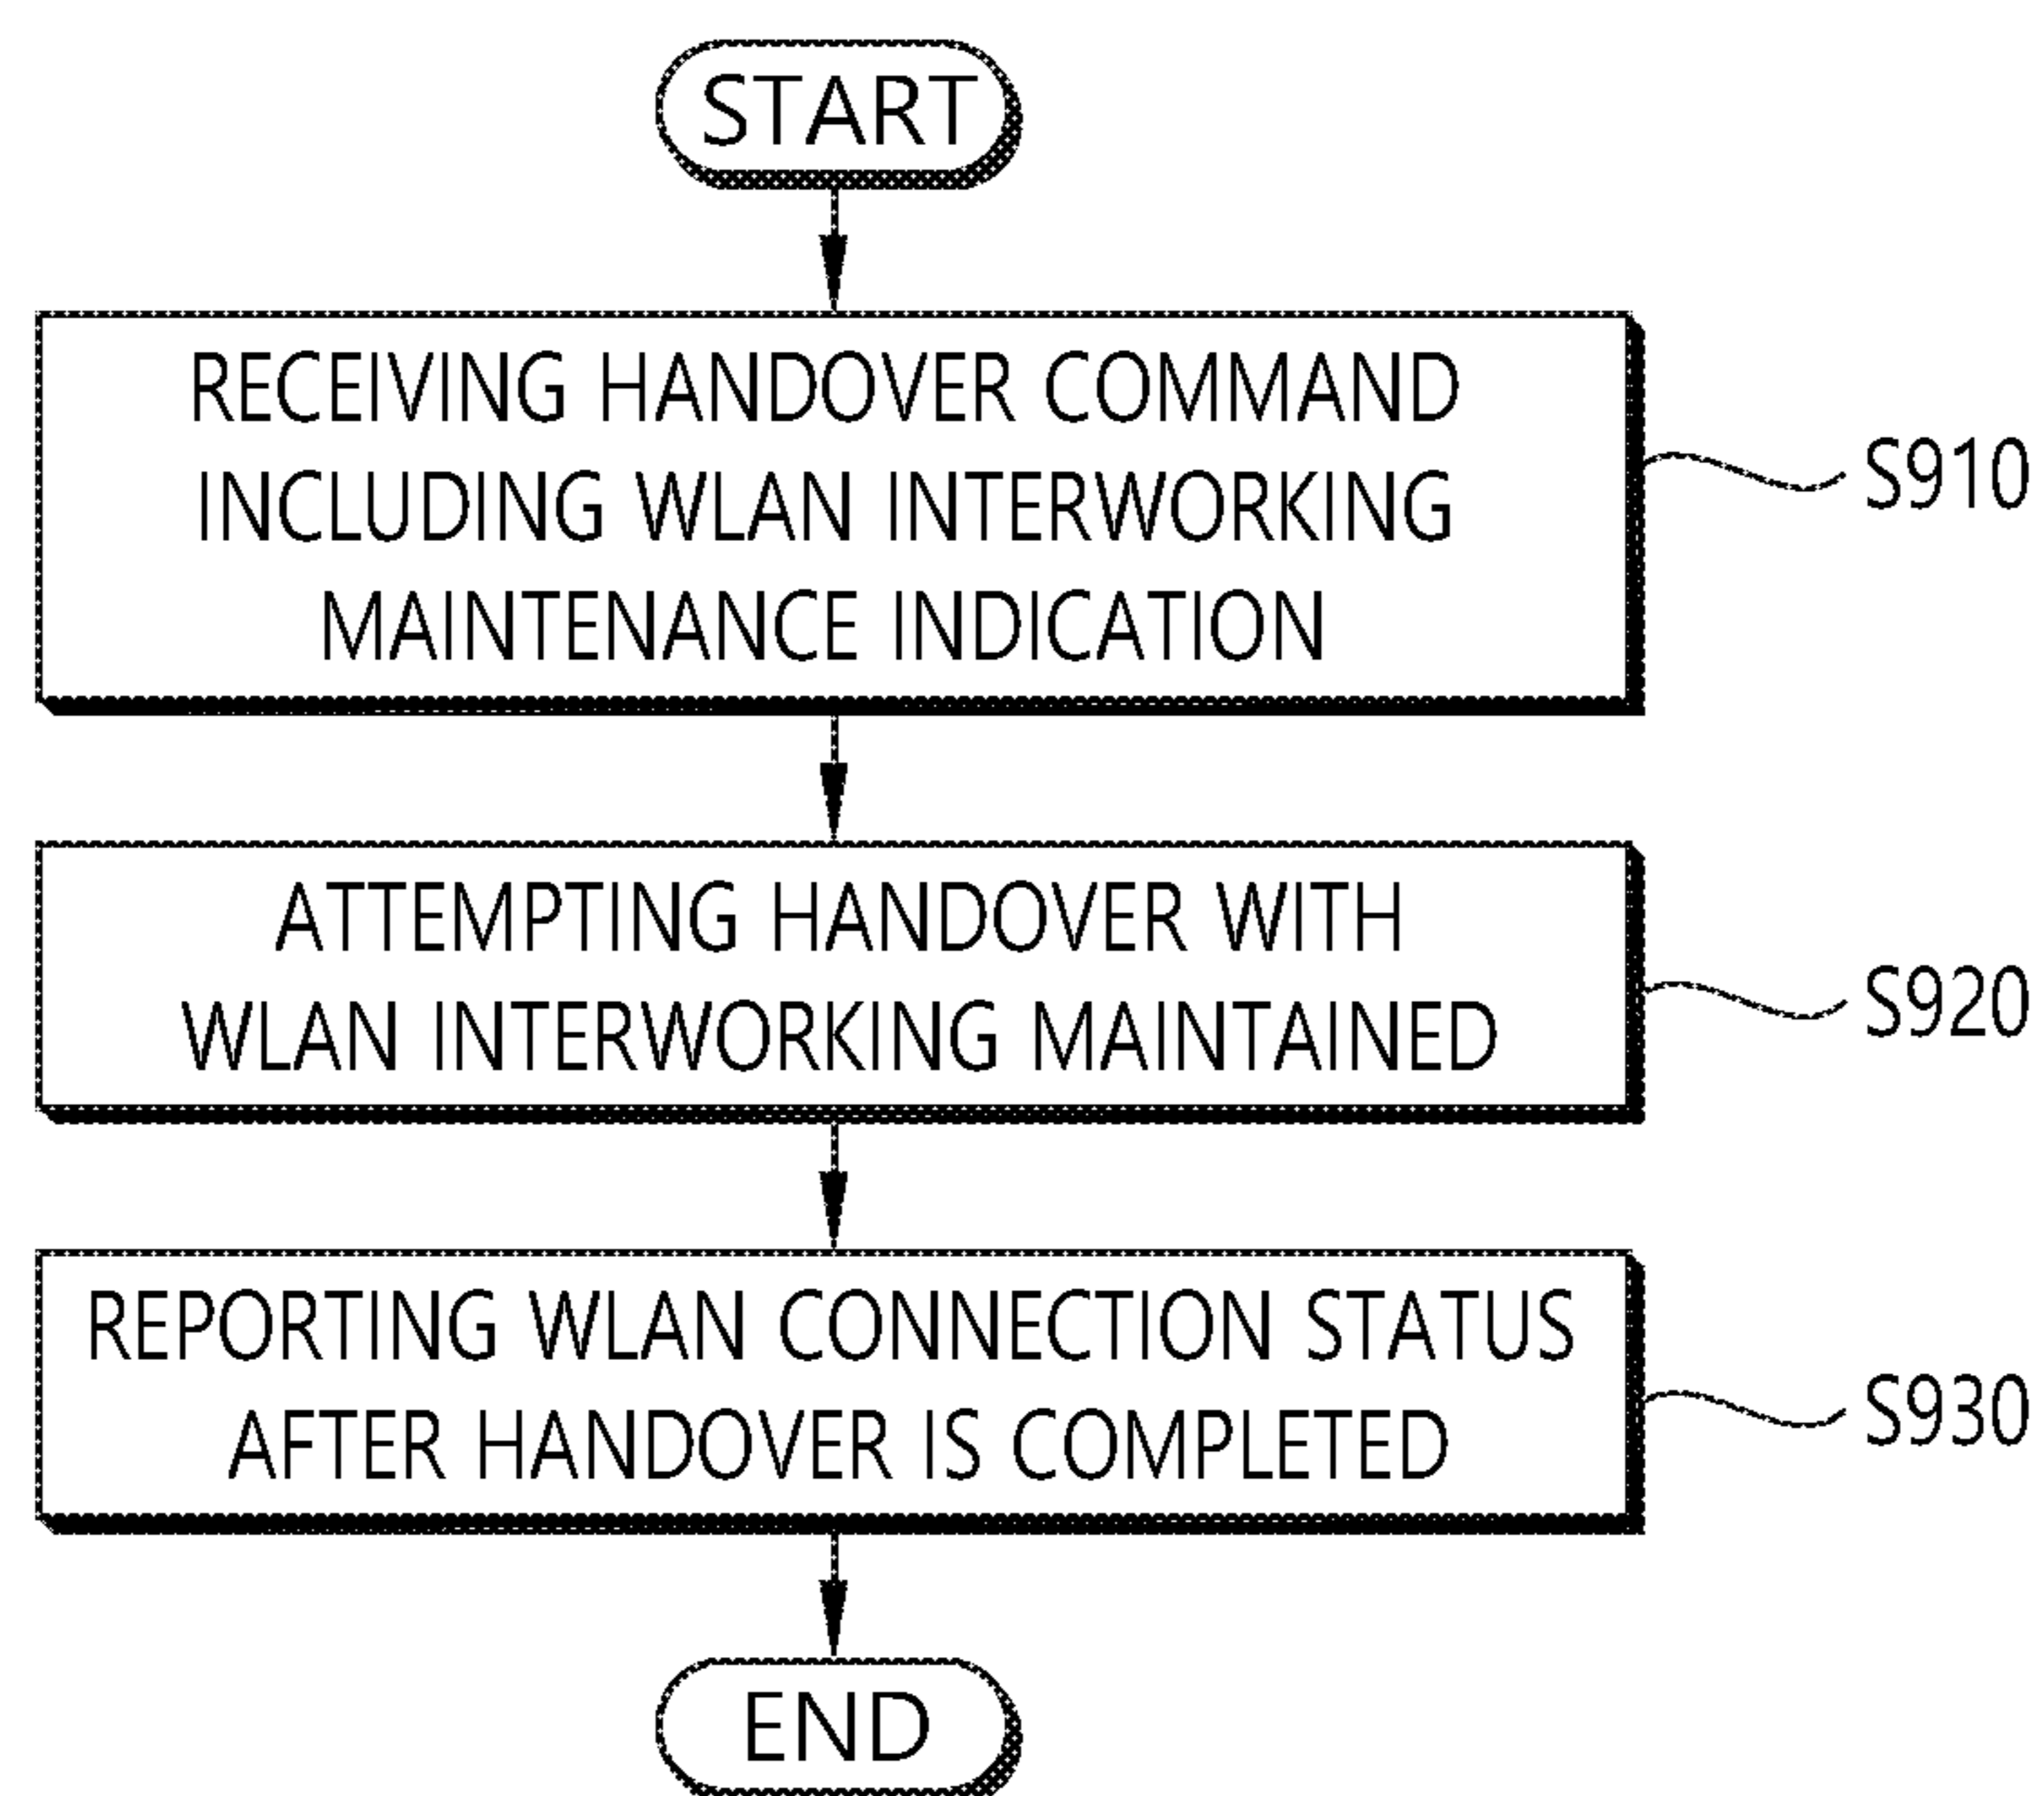 START
RECEIVING HANDOVER COMMAND
INCLUDING WLAN INTERWORKING
MAINTENANCE INDICATION
S910
ATTEMPTING HANDOVER WITH
WLAN INTERWORKING MAINTAINED
S920
REPORTING WLAN CONNECTION STATUS
AFTER HANDOVER IS COMPLETED
S930
END